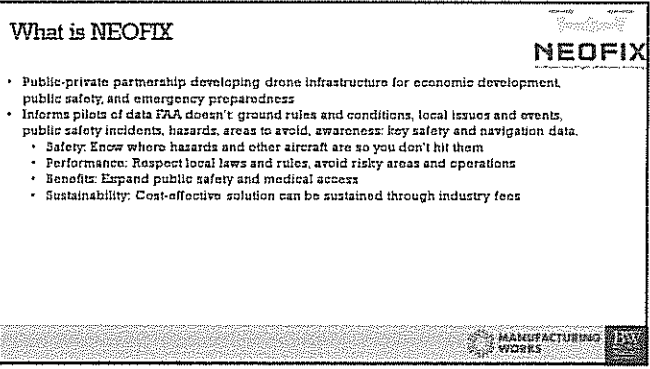 What is NEOFIX
NEOFIX
• Public-private partnership developing drone infrastructure for economic development,
public safety, and emergency preparedness
• Informs pilots of data FAA doesn't: ground rules and conditions, local issues and events,
public safety incidents, hazards, areas to avoid, awareness: key safety and navigation data.
• Safety: Know where hazards and other aircraft are so you don't hit them
• Performance: Respect local laws and rules, avoid risky areas and operations
• Benefits: Expand public safety and medical access
• Sustainability: Cost-effective solution can be sustained through industry fees
MANUFACTURING
WORKS